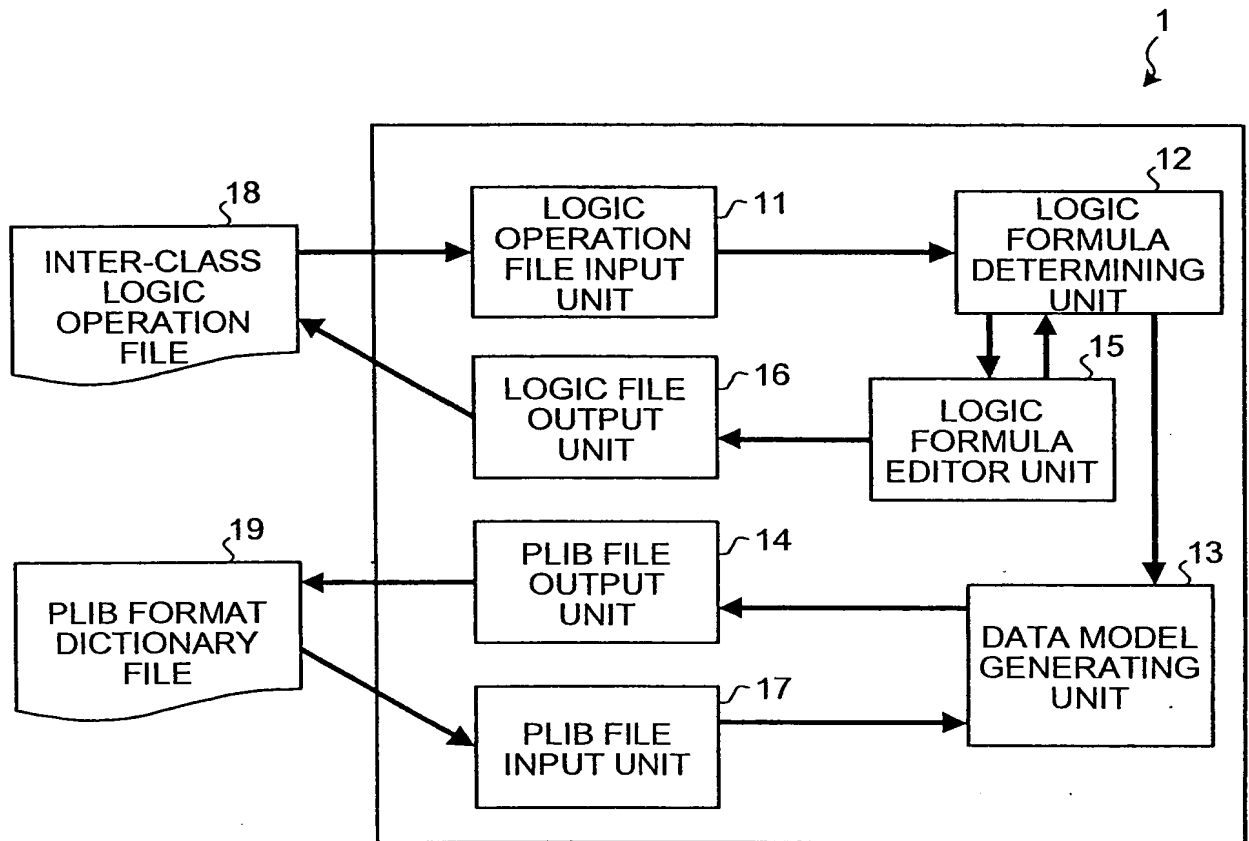 1
18
INTER-CLASS
LOGIC
OPERATION
FILE
11
LOGIC
OPERATION
FILE INPUT
UNIT
12
LOGIC
FORMULA
DETERMINING
UNIT
16
LOGIC FILE
OUTPUT
UNIT
15
LOGIC
FORMULA
EDITOR UNIT
19
PLIB FORMAT
DICTIONARY
FILE
14
PLIB FILE
OUTPUT
UNIT
13
DATA MODEL
GENERATING
UNIT
17
PLIB FILE
INPUT UNIT